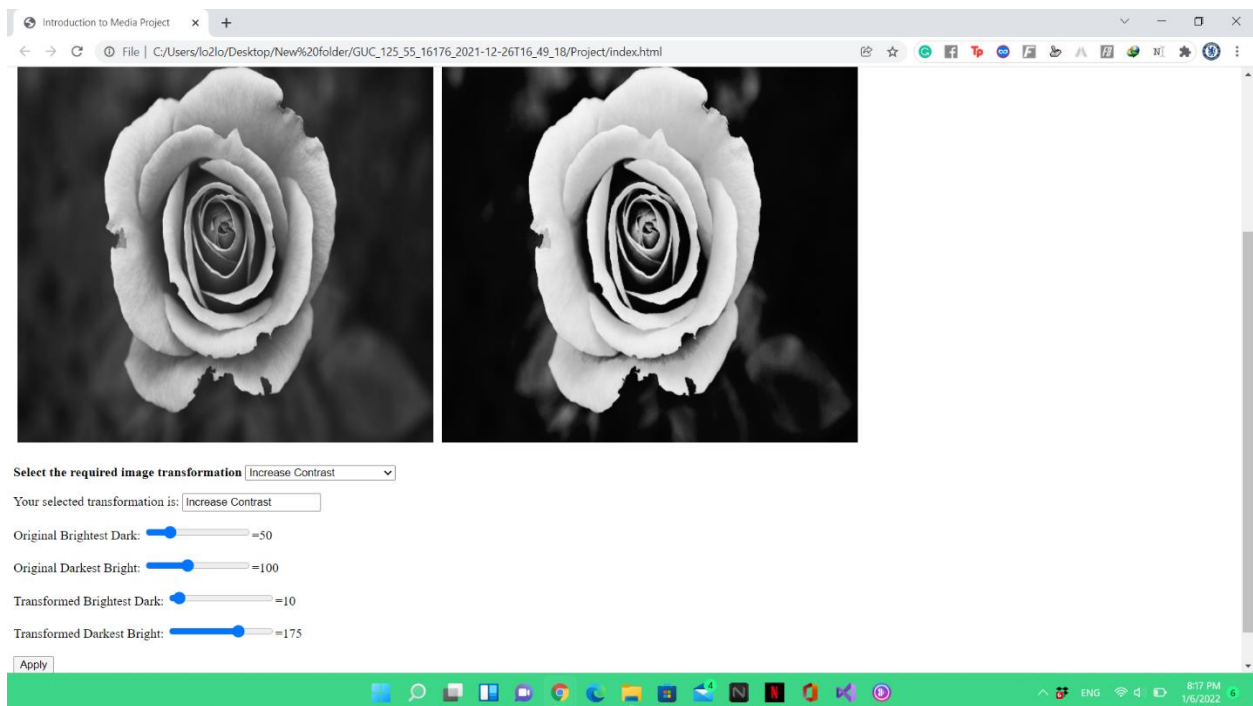 Introduction to Media Project
File | C:/Users/lo2lo/Desktop/New%20folder/GUC_125_55_16176_2021-12-26T16_49_18/Project/index.html
Select the required image transformation Increase Contrast
Your selected transformation is: Increase Contrast
Original Brightest Dark: =50
Original Darkest Bright: =100
Transformed Brightest Dark: =10
Transformed Darkest Bright: =175
Apply
4
ENG
8:17 PM
1/6/2022
6